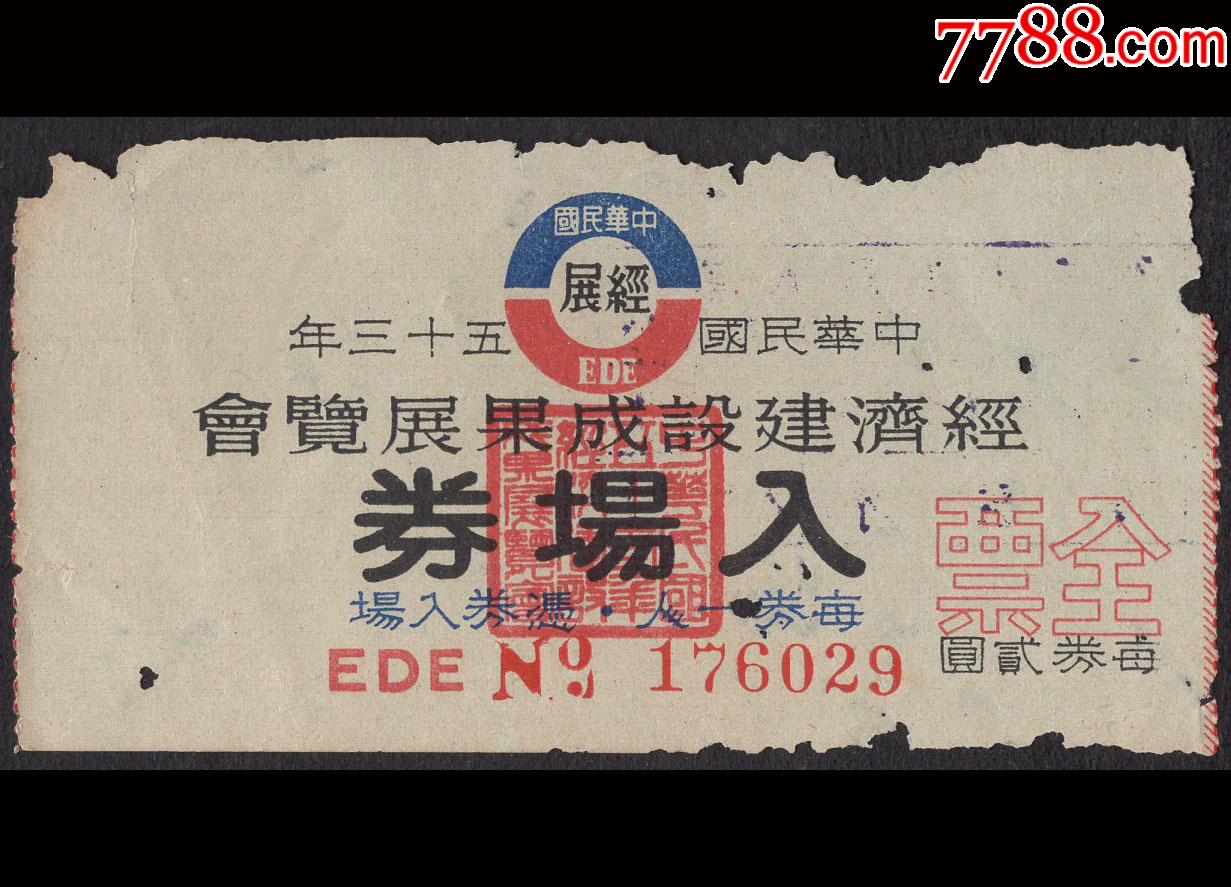 7788.com
中華民國
經展
EDE
中華民國五十三年
經濟建設成果展覽會
入場券
每券一人·憑券入場
全票
每券貳圓
EDE No. 176029